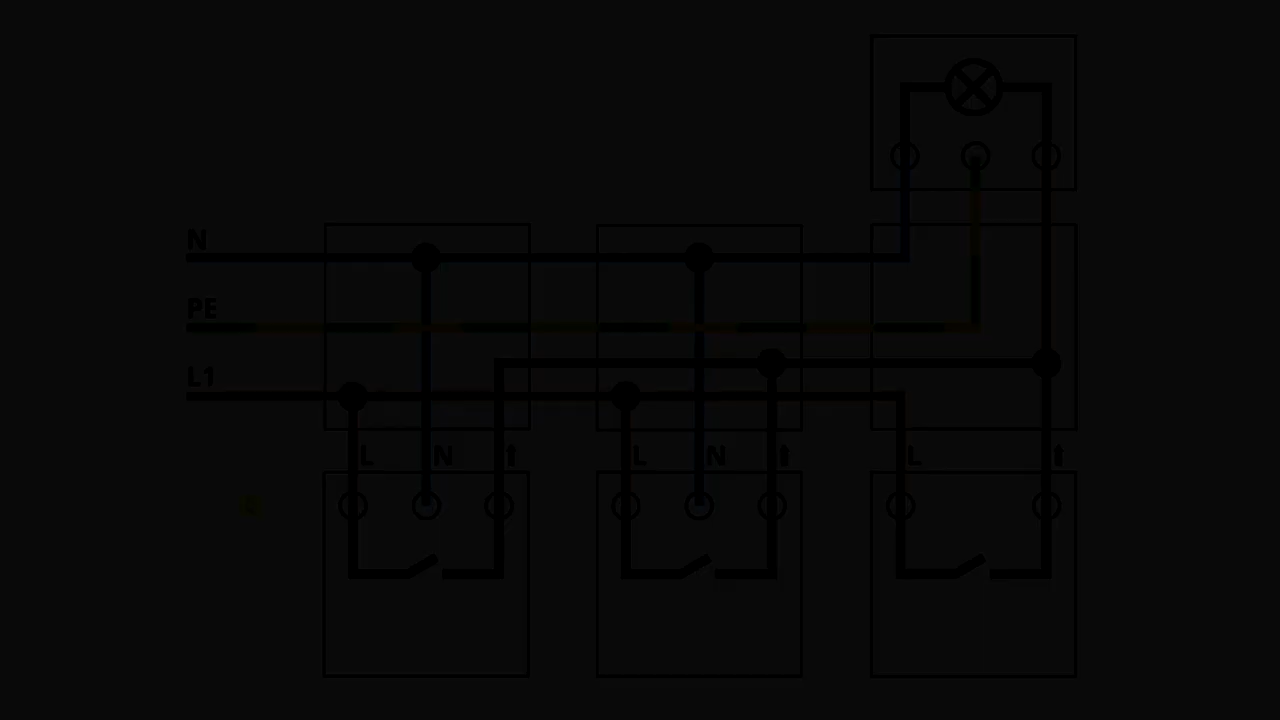 N
PE
L1
L N ↑ L N ↑ L ↑